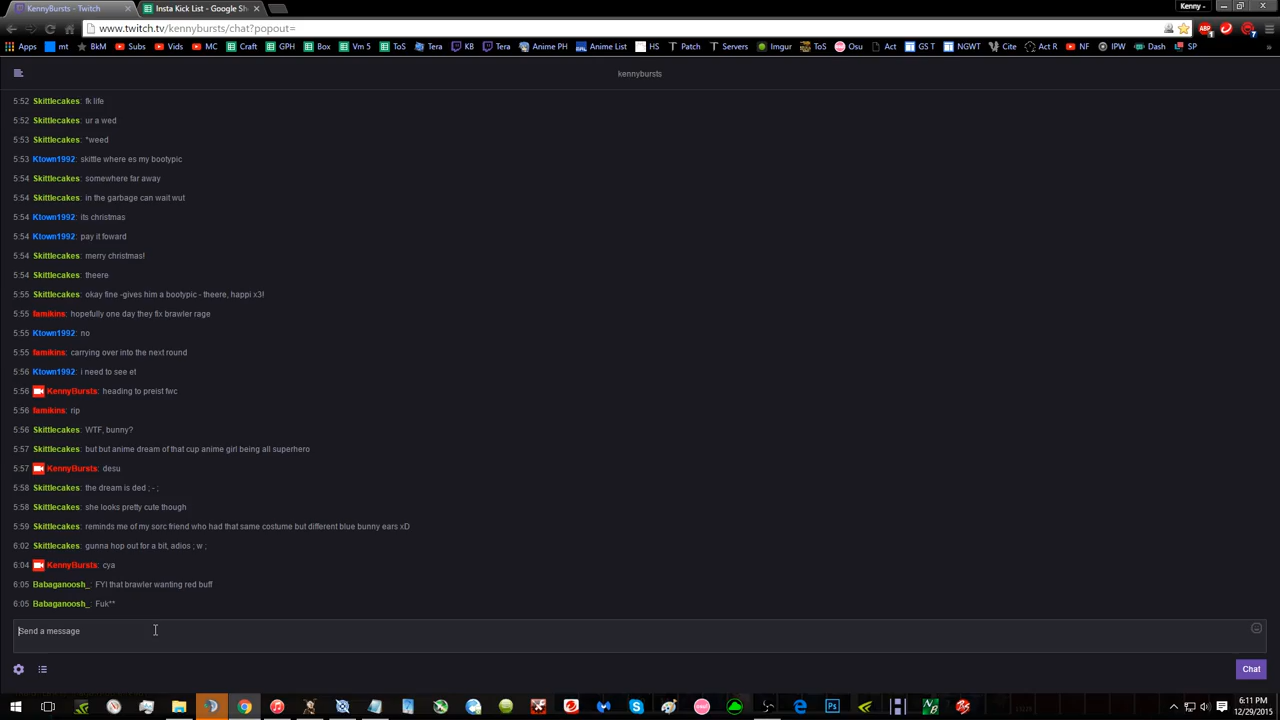 KennyBursts - Twitch
Insta Kick List - Google Sh
Kenny
www.twitch.tv/kennybursts/chat?popout=
Apps mt BkM Subs Vids MC Craft GPH Box Vm 5 ToS Tera KB Tera Anime PH Anime List HS Patch Servers Imgur ToS Osu Act GS T NGWT Cite Act R NF IPW Dash SP »
kennybursts
5:52 Skittlecakes: fk life
5:52 Skittlecakes: ur a wed
5:53 Skittlecakes: *weed
5:53 Ktown1992: skittle where es my bootypic
5:54 Skittlecakes: somewhere far away
5:54 Skittlecakes: in the garbage can wait wut
5:54 Ktown1992: its christmas
5:54 Ktown1992: pay it foward
5:54 Skittlecakes: merry christmas!
5:54 Skittlecakes: theere
5:55 Skittlecakes: okay fine -gives him a bootypic - theere, happi x3!
5:55 famikins: hopefully one day they fix brawler rage
5:55 Ktown1992: no
5:55 famikins: carrying over into the next round
5:56 Ktown1992: i need to see et
5:56 KennyBursts: heading to preist fwc
5:56 famikins: rip
5:56 Skittlecakes: WTF, bunny?
5:57 Skittlecakes: but but anime dream of that cup anime girl being all superhero
5:57 KennyBursts: desu
5:58 Skittlecakes: the dream is ded ; - ;
5:58 Skittlecakes: she looks pretty cute though
5:59 Skittlecakes: reminds me of my sorc friend who had that same costume but different blue bunny ears xD
6:02 Skittlecakes: gunna hop out for a bit, adios ; w ;
6:04 KennyBursts: cya
6:05 Babaganoosh_: FYI that brawler wanting red buff
6:05 Babaganoosh_: Fuk**
Send a message
Chat
6:11 PM
12/29/2015